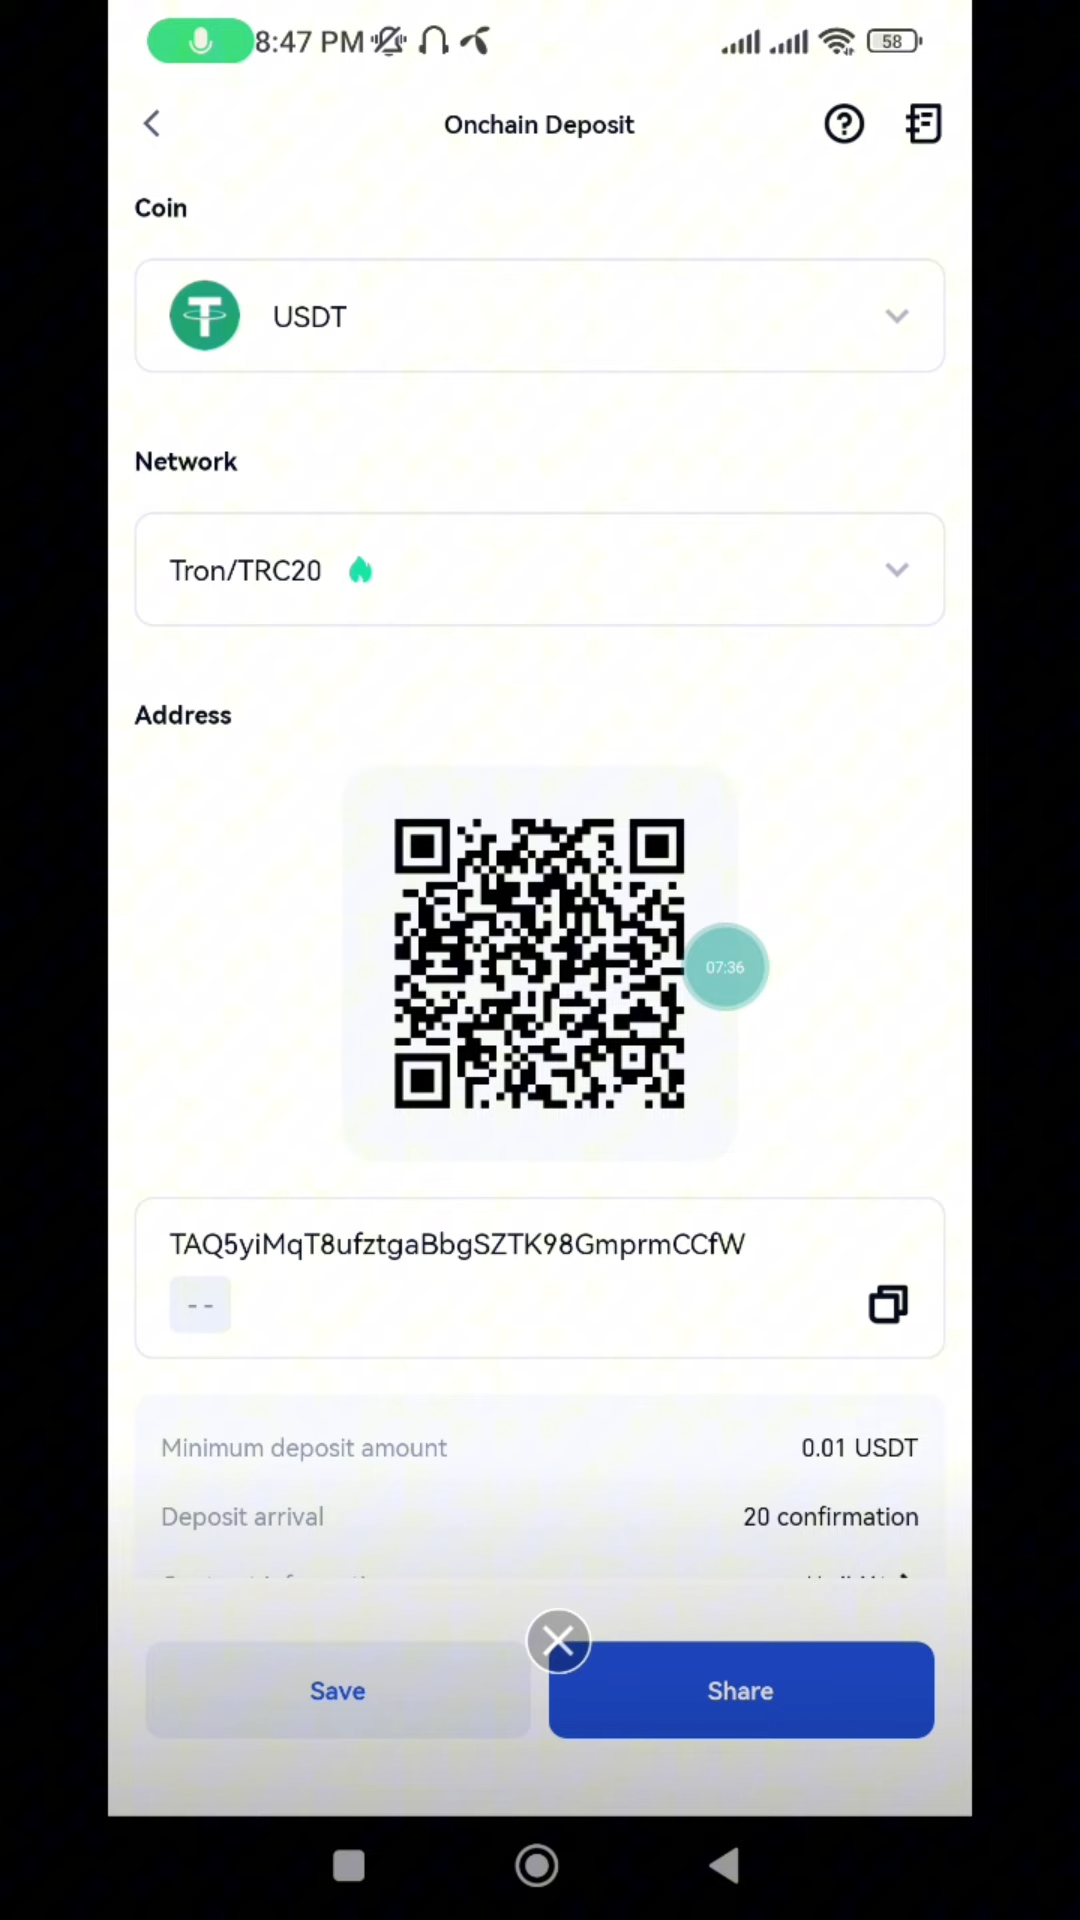 8:47 PM
58
Onchain Deposit
Coin
USDT
Network
Tron/TRC20
Address
07:36
TAQ5yiMqT8ufztgaBbgSZTK98GmprmCCfW
--
Minimum deposit amount
0.01 USDT
Deposit arrival
20 confirmation
Save
Share